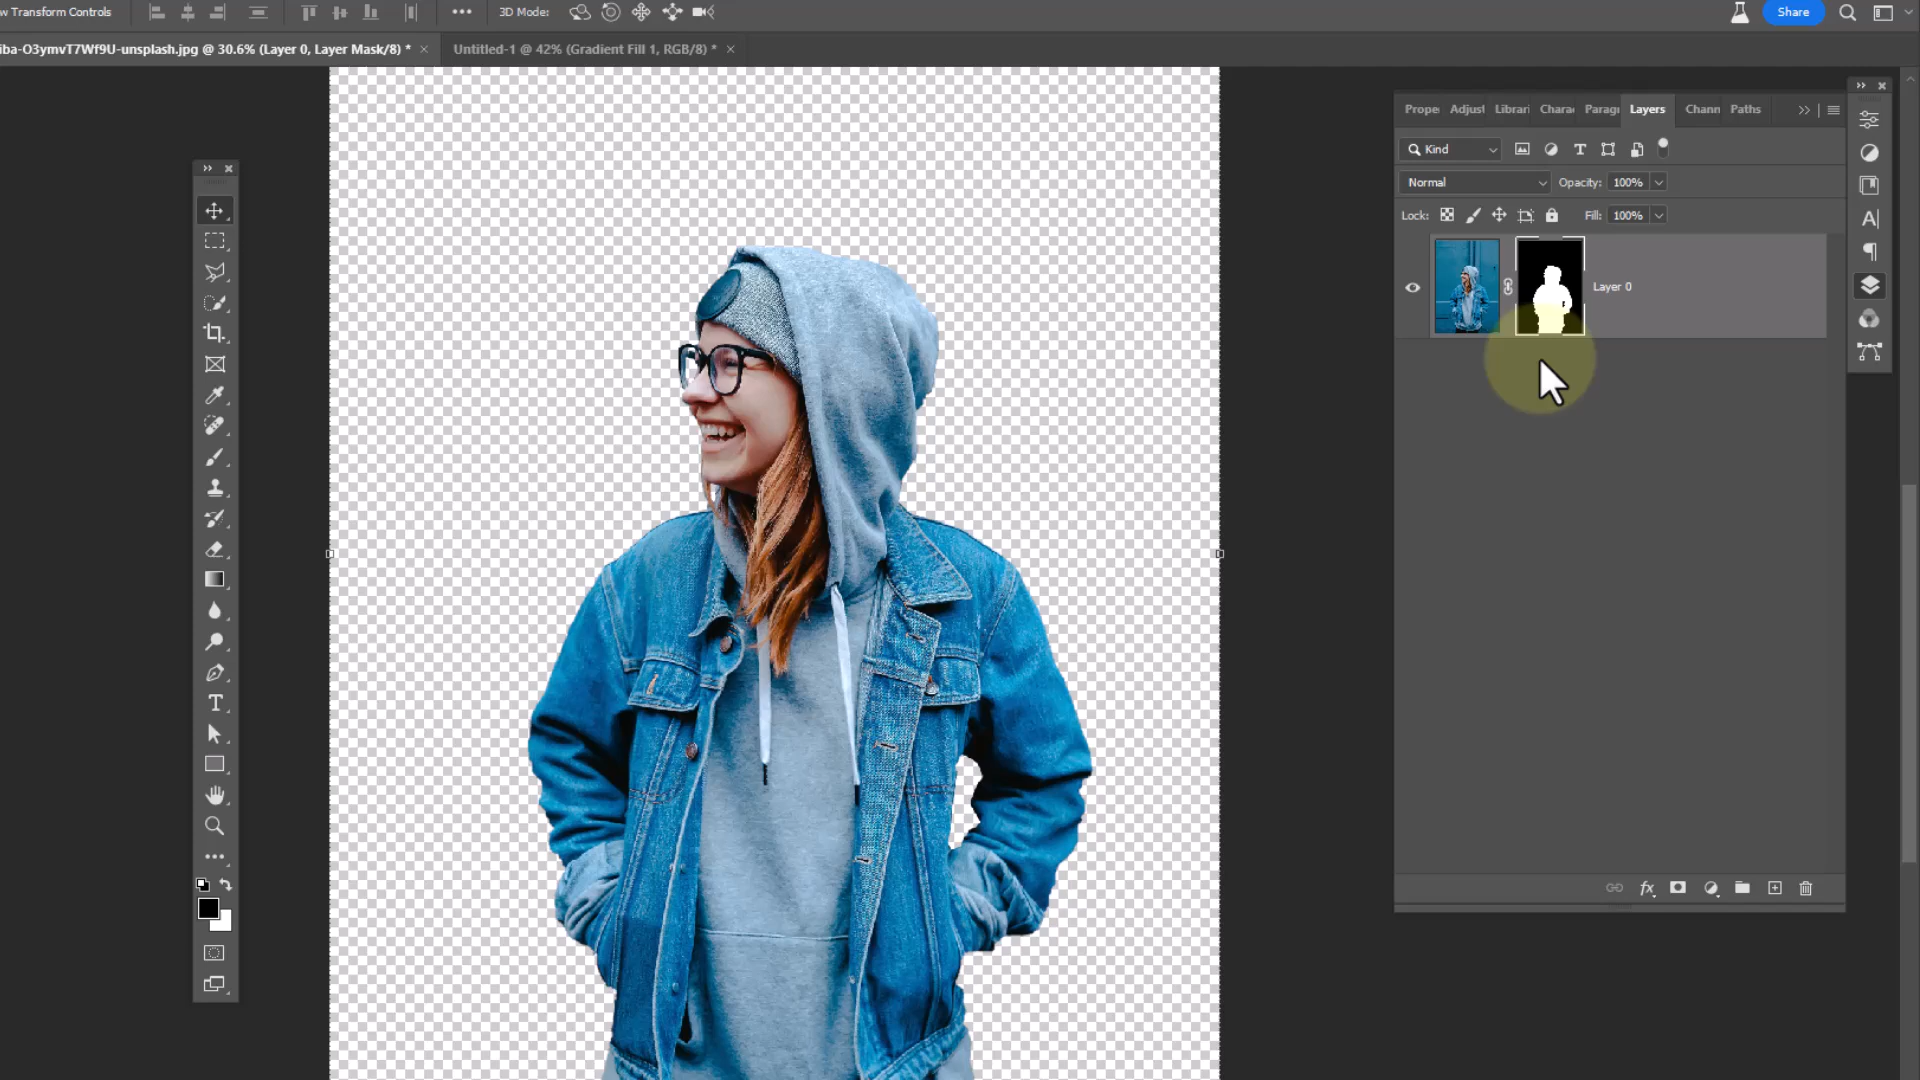 w Transform Controls
3D Mode:
Share
iba-O3ymvT7Wf9U-unsplash.jpg @ 30.6% (Layer 0, Layer Mask/8) *
Untitled-1 @ 42% (Gradient Fill 1, RGB/8) *
Prope
Adjust
Librari
Chara
Paragı
Layers
Chann
Paths
Kind
Normal
Opacity: 100%
Lock:
Fill: 100%
Layer 0
fx